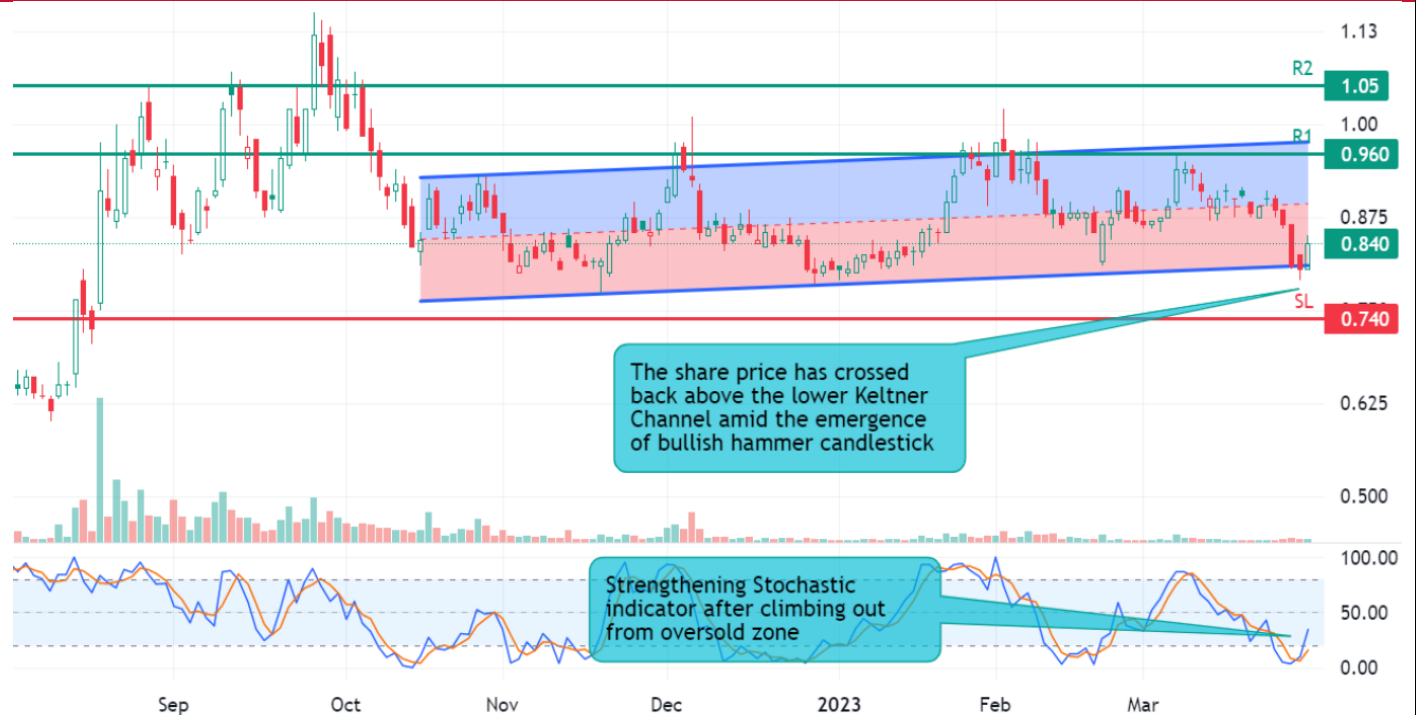 1.13
R2
1.05
1.00
R1
0.960
0.875
0.840
SL
0.740
The share price has crossed
back above the lower Keltner
Channel amid the emergence
of bullish hammer candlestick
0.625
0.500
100.00
Strengthening Stochastic
indicator after climbing out
from oversold zone
50.00
0.00
Sep Oct Nov Dec 2023 Feb Mar